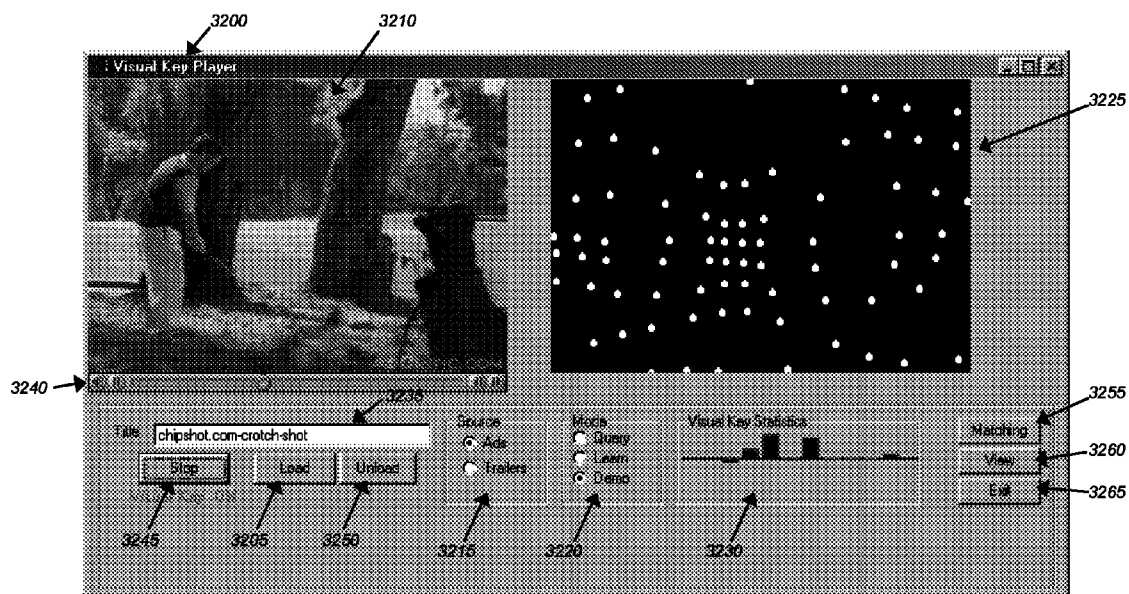 3200
3210
Visual Key Player
3225
3240
3235
3255
Title
chipshot.com-crotch-shot
Source
Ads
Trailers
Mode
Query
Learn
Demo
Visual Key Statistics
Matching
View
Exit
3260
3265
Stop
Load
Unload
3245
3205
3250
3215
3220
3230